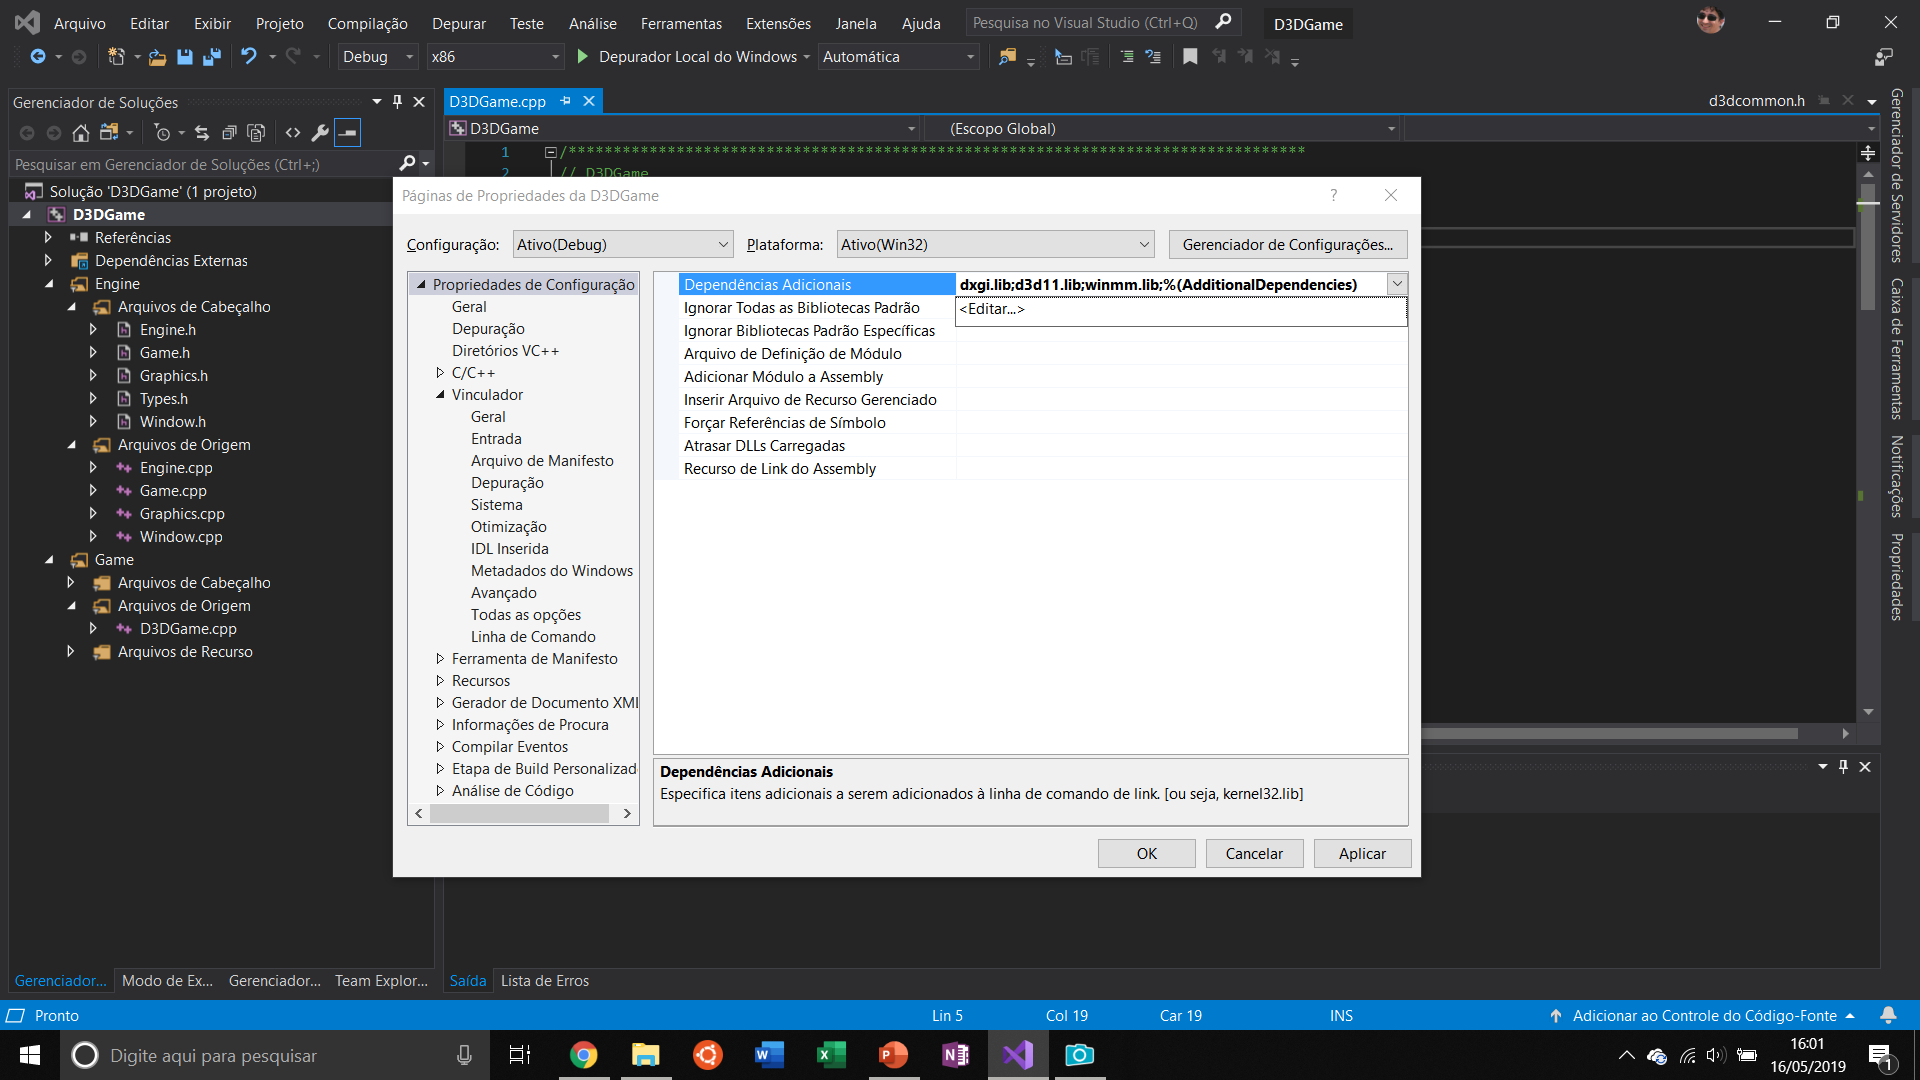 Arquivo Editar Exibir Projeto Compilação Depurar Teste Análise Ferramentas Extensões Janela Ajuda Pesquisa no Visual Studio (Ctrl+Q) D3DGame
Debug x86 Depurador Local do Windows Automática
Gerenciador de Soluções
Pesquisar em Gerenciador de Soluções (Ctrl+;)
Solução 'D3DGame' (1 projeto)
D3DGame
Referências
Dependências Externas
Engine
Arquivos de Cabeçalho
Engine.h
Game.h
Graphics.h
Types.h
Window.h
Arquivos de Origem
Engine.cpp
Game.cpp
Graphics.cpp
Window.cpp
Game
Arquivos de Cabeçalho
Arquivos de Origem
D3DGame.cpp
Arquivos de Recurso
Gerenciador... Modo de Ex... Gerenciador... Team Explor...
D3DGame.cpp d3dcommon.h
D3DGame (Escopo Global)
1
2 // D3DGame
Páginas de Propriedades da D3DGame
Configuração: Ativo(Debug) Plataforma: Ativo(Win32) Gerenciador de Configurações...
Propriedades de Configuração
Geral
Depuração
Diretórios VC++
C/C++
Vinculador
Geral
Entrada
Arquivo de Manifesto
Depuração
Sistema
Otimização
IDL Inserida
Metadados do Windows
Avançado
Todas as opções
Linha de Comando
Ferramenta de Manifesto
Recursos
Gerador de Documento XML
Informações de Procura
Compilar Eventos
Etapa de Build Personalizad
Análise de Código
Dependências Adicionais dxgi.lib;d3d11.lib;winmm.lib;%(AdditionalDependencies)
<Editar...>
Ignorar Todas as Bibliotecas Padrão
Ignorar Bibliotecas Padrão Específicas
Arquivo de Definição de Módulo
Adicionar Módulo a Assembly
Inserir Arquivo de Recurso Gerenciado
Forçar Referências de Símbolo
Atrasar DLLs Carregadas
Recurso de Link do Assembly
Dependências Adicionais
Especifica itens adicionais a serem adicionados à linha de comando de link. [ou seja, kernel32.lib]
OK Cancelar Aplicar
Saída Lista de Erros
Gerenciador de Servidores
Caixa de Ferramentas
Notificações
Propriedades
Pronto Lin 5 Col 19 Car 19 INS Adicionar ao Controle do Código-Fonte
Digite aqui para pesquisar
16:01
16/05/2019
1